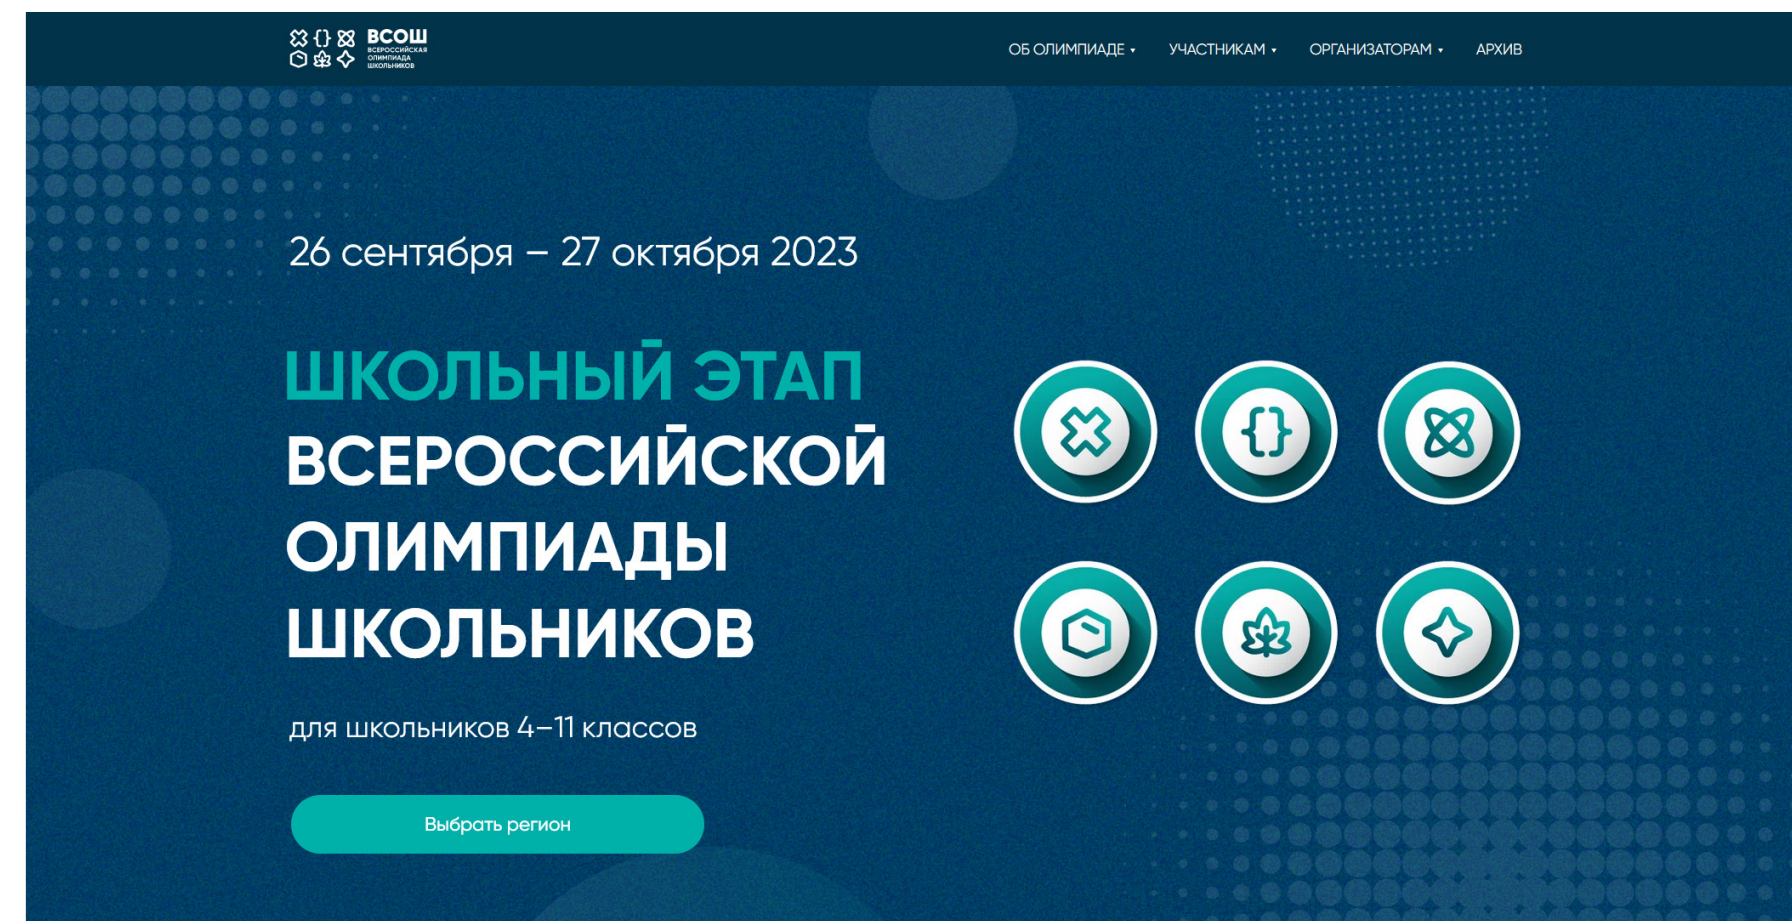 ВСОШ
ВСЕРОССИЙСКАЯ
ОЛИМПИАДА
ШКОЛЬНИКОВ
ОБ ОЛИМПИАДЕ
УЧАСТНИКАМ
ОРГАНИЗАТОРАМ
АРХИВ
26 сентября – 27 октября 2023
ШКОЛЬНЫЙ ЭТАП
ВСЕРОССИЙСКОЙ
ОЛИМПИАДЫ
ШКОЛЬНИКОВ
для школьников 4–11 классов
Выбрать регион